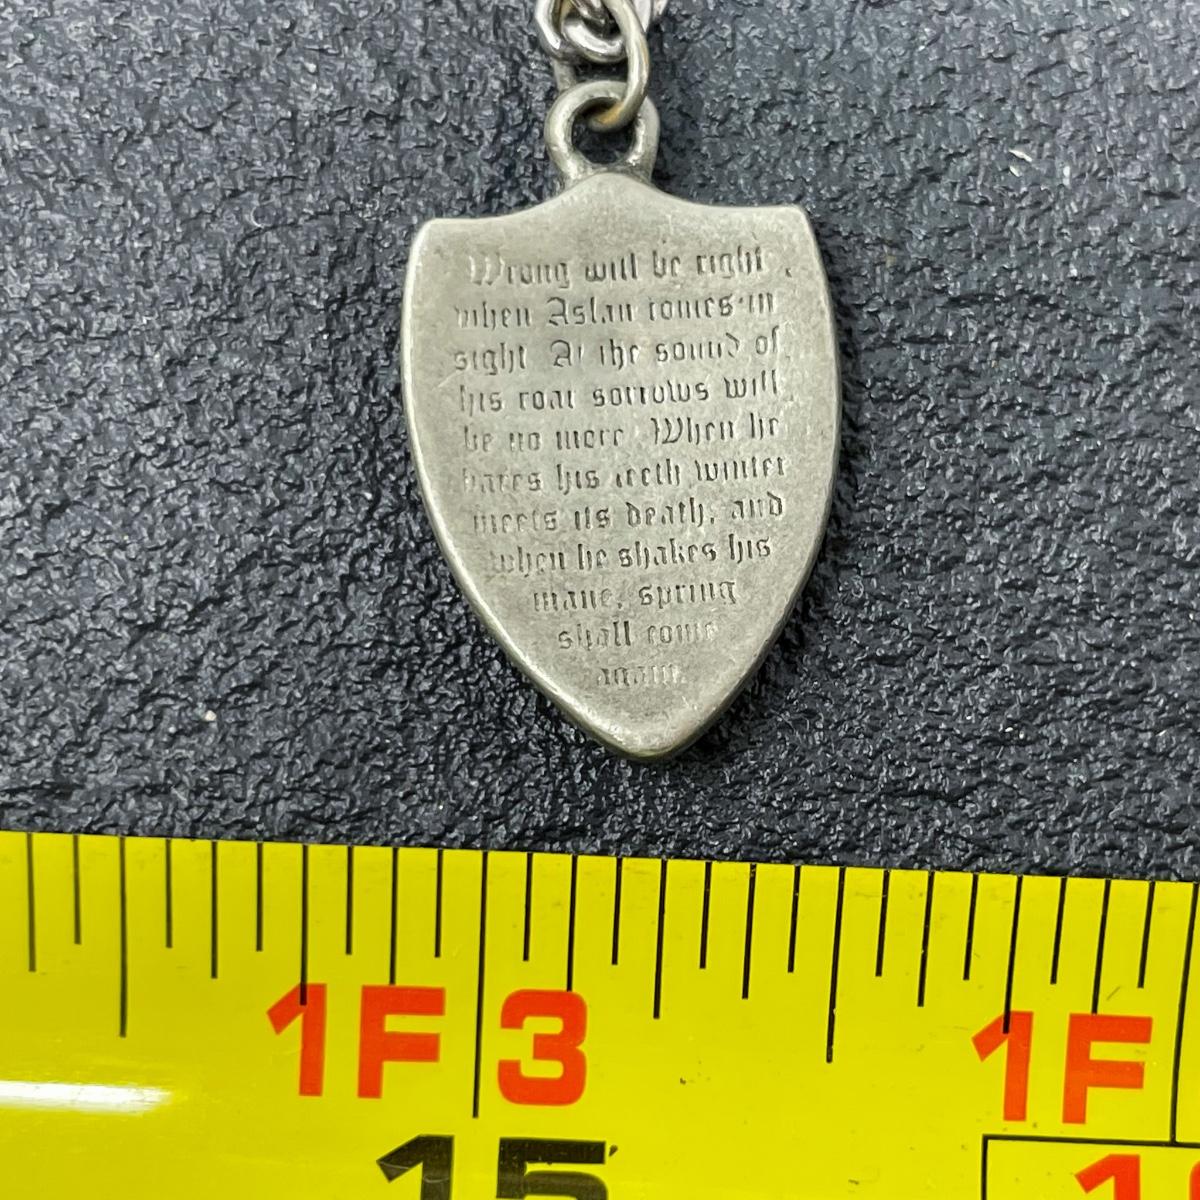 Wrong will be right
when Aslan comes in
sight At the sound of
his roar sorrows will
be no more When he
bares his teeth winter
meets its death, and
when he shakes his
mane, spring
shall come
again
1F 3 1F
15